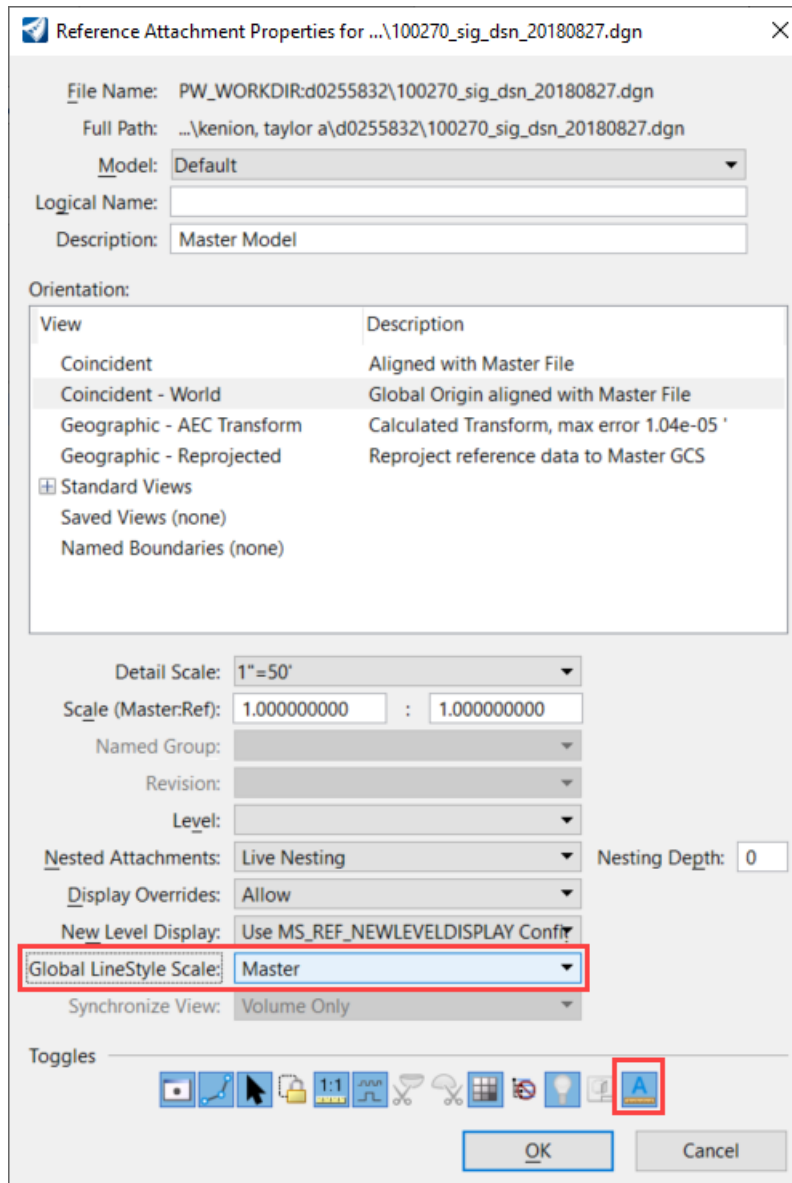 Reference Attachment Properties for ...\100270_sig_dsn_20180827.dgn
File Name: PW_WORKDIR:d0255832\100270_sig_dsn_20180827.dgn
Full Path: ...\kenion, taylor a\d0255832\100270_sig_dsn_20180827.dgn
Model: Default
Logical Name:
Description: Master Model
Orientation:
View Description
Coincident Aligned with Master File
Coincident - World Global Origin aligned with Master File
Geographic - AEC Transform Calculated Transform, max error 1.04e-05 '
Geographic - Reprojected Reproject reference data to Master GCS
Standard Views
Saved Views (none)
Named Boundaries (none)
Detail Scale: 1"=50'
Scale (Master:Ref): 1.000000000 : 1.000000000
Named Group:
Revision:
Level:
Nested Attachments: Live Nesting Nesting Depth: 0
Display Overrides: Allow
New Level Display: Use MS_REF_NEWLEVELDISPLAY Config
Global LineStyle Scale: Master
Synchronize View: Volume Only
Toggles
1:1 A
OK Cancel